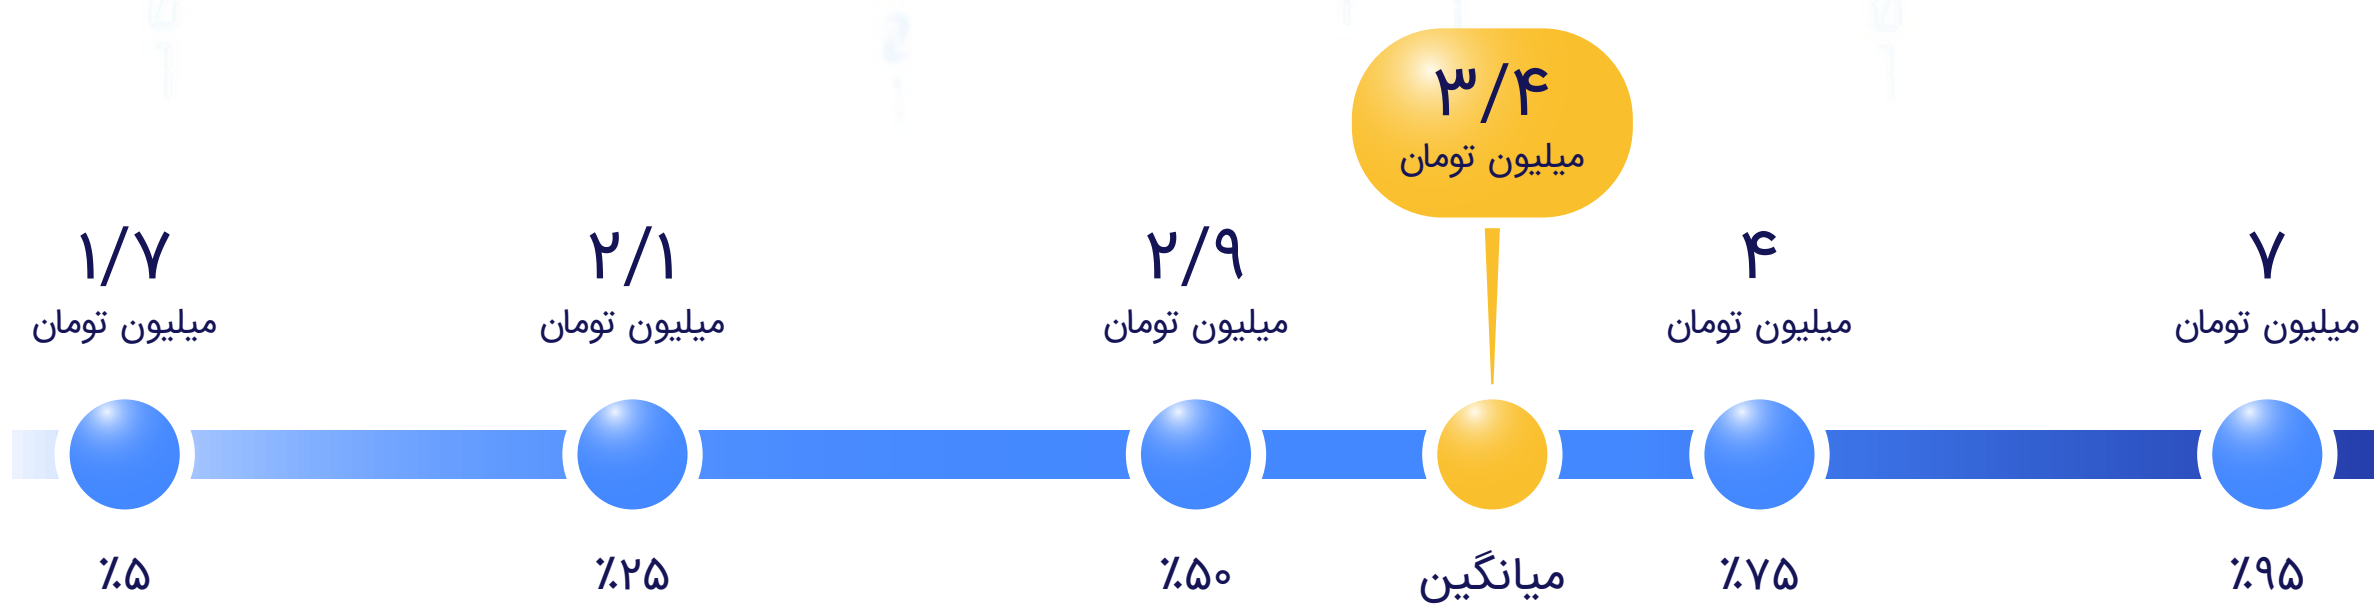 ۳/۴
میلیون تومان
۱/۷
میلیون تومان
۲/۱
میلیون تومان
۲/۹
میلیون تومان
۴
میلیون تومان
۷
میلیون تومان
٪۵
٪۲۵
٪۵۰
میانگین
٪۷۵
٪۹۵